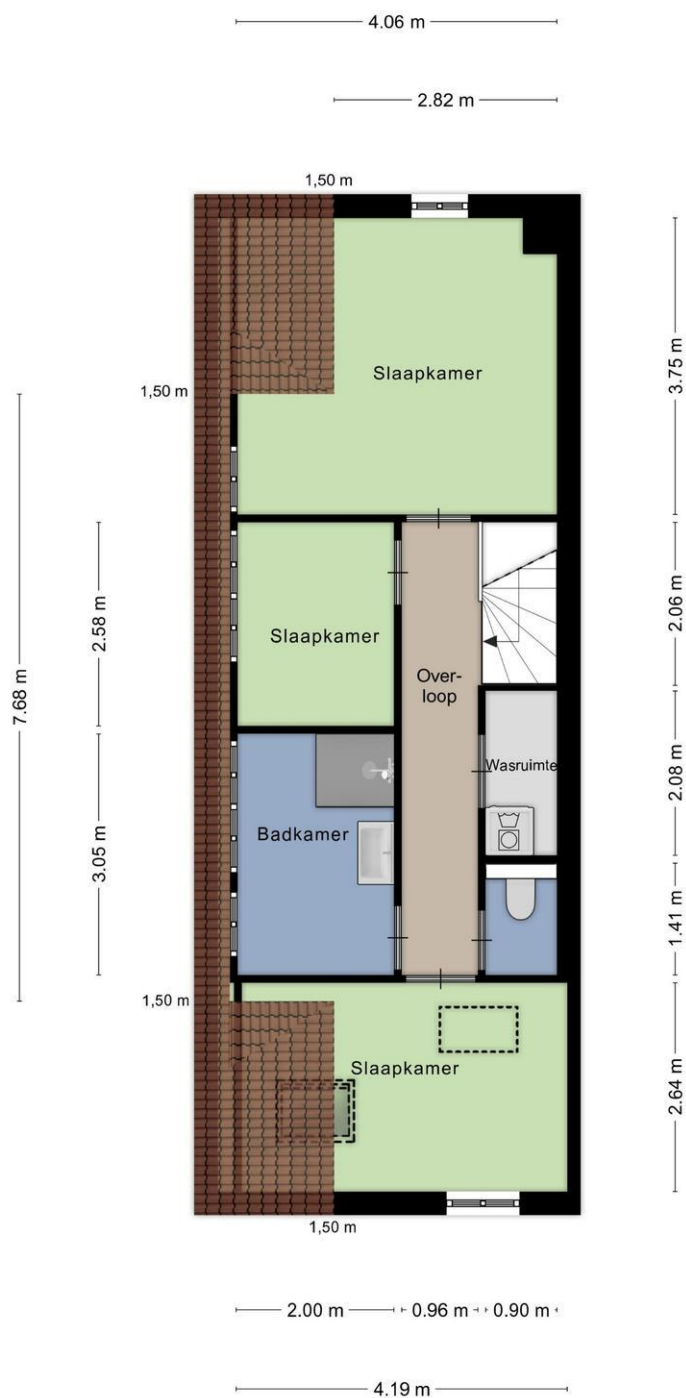 4.06 m
2.82 m
1,50 m
Slaapkamer
3.75 m
1,50 m
2.58 m
Slaapkamer
2.06 m
Over-
loop
7.68 m
Wasruimte
2.08 m
Badkamer
3.05 m
1.41 m
1,50 m
Slaapkamer
2.64 m
1,50 m
2.00 m
0.96 m
0.90 m
4.19 m